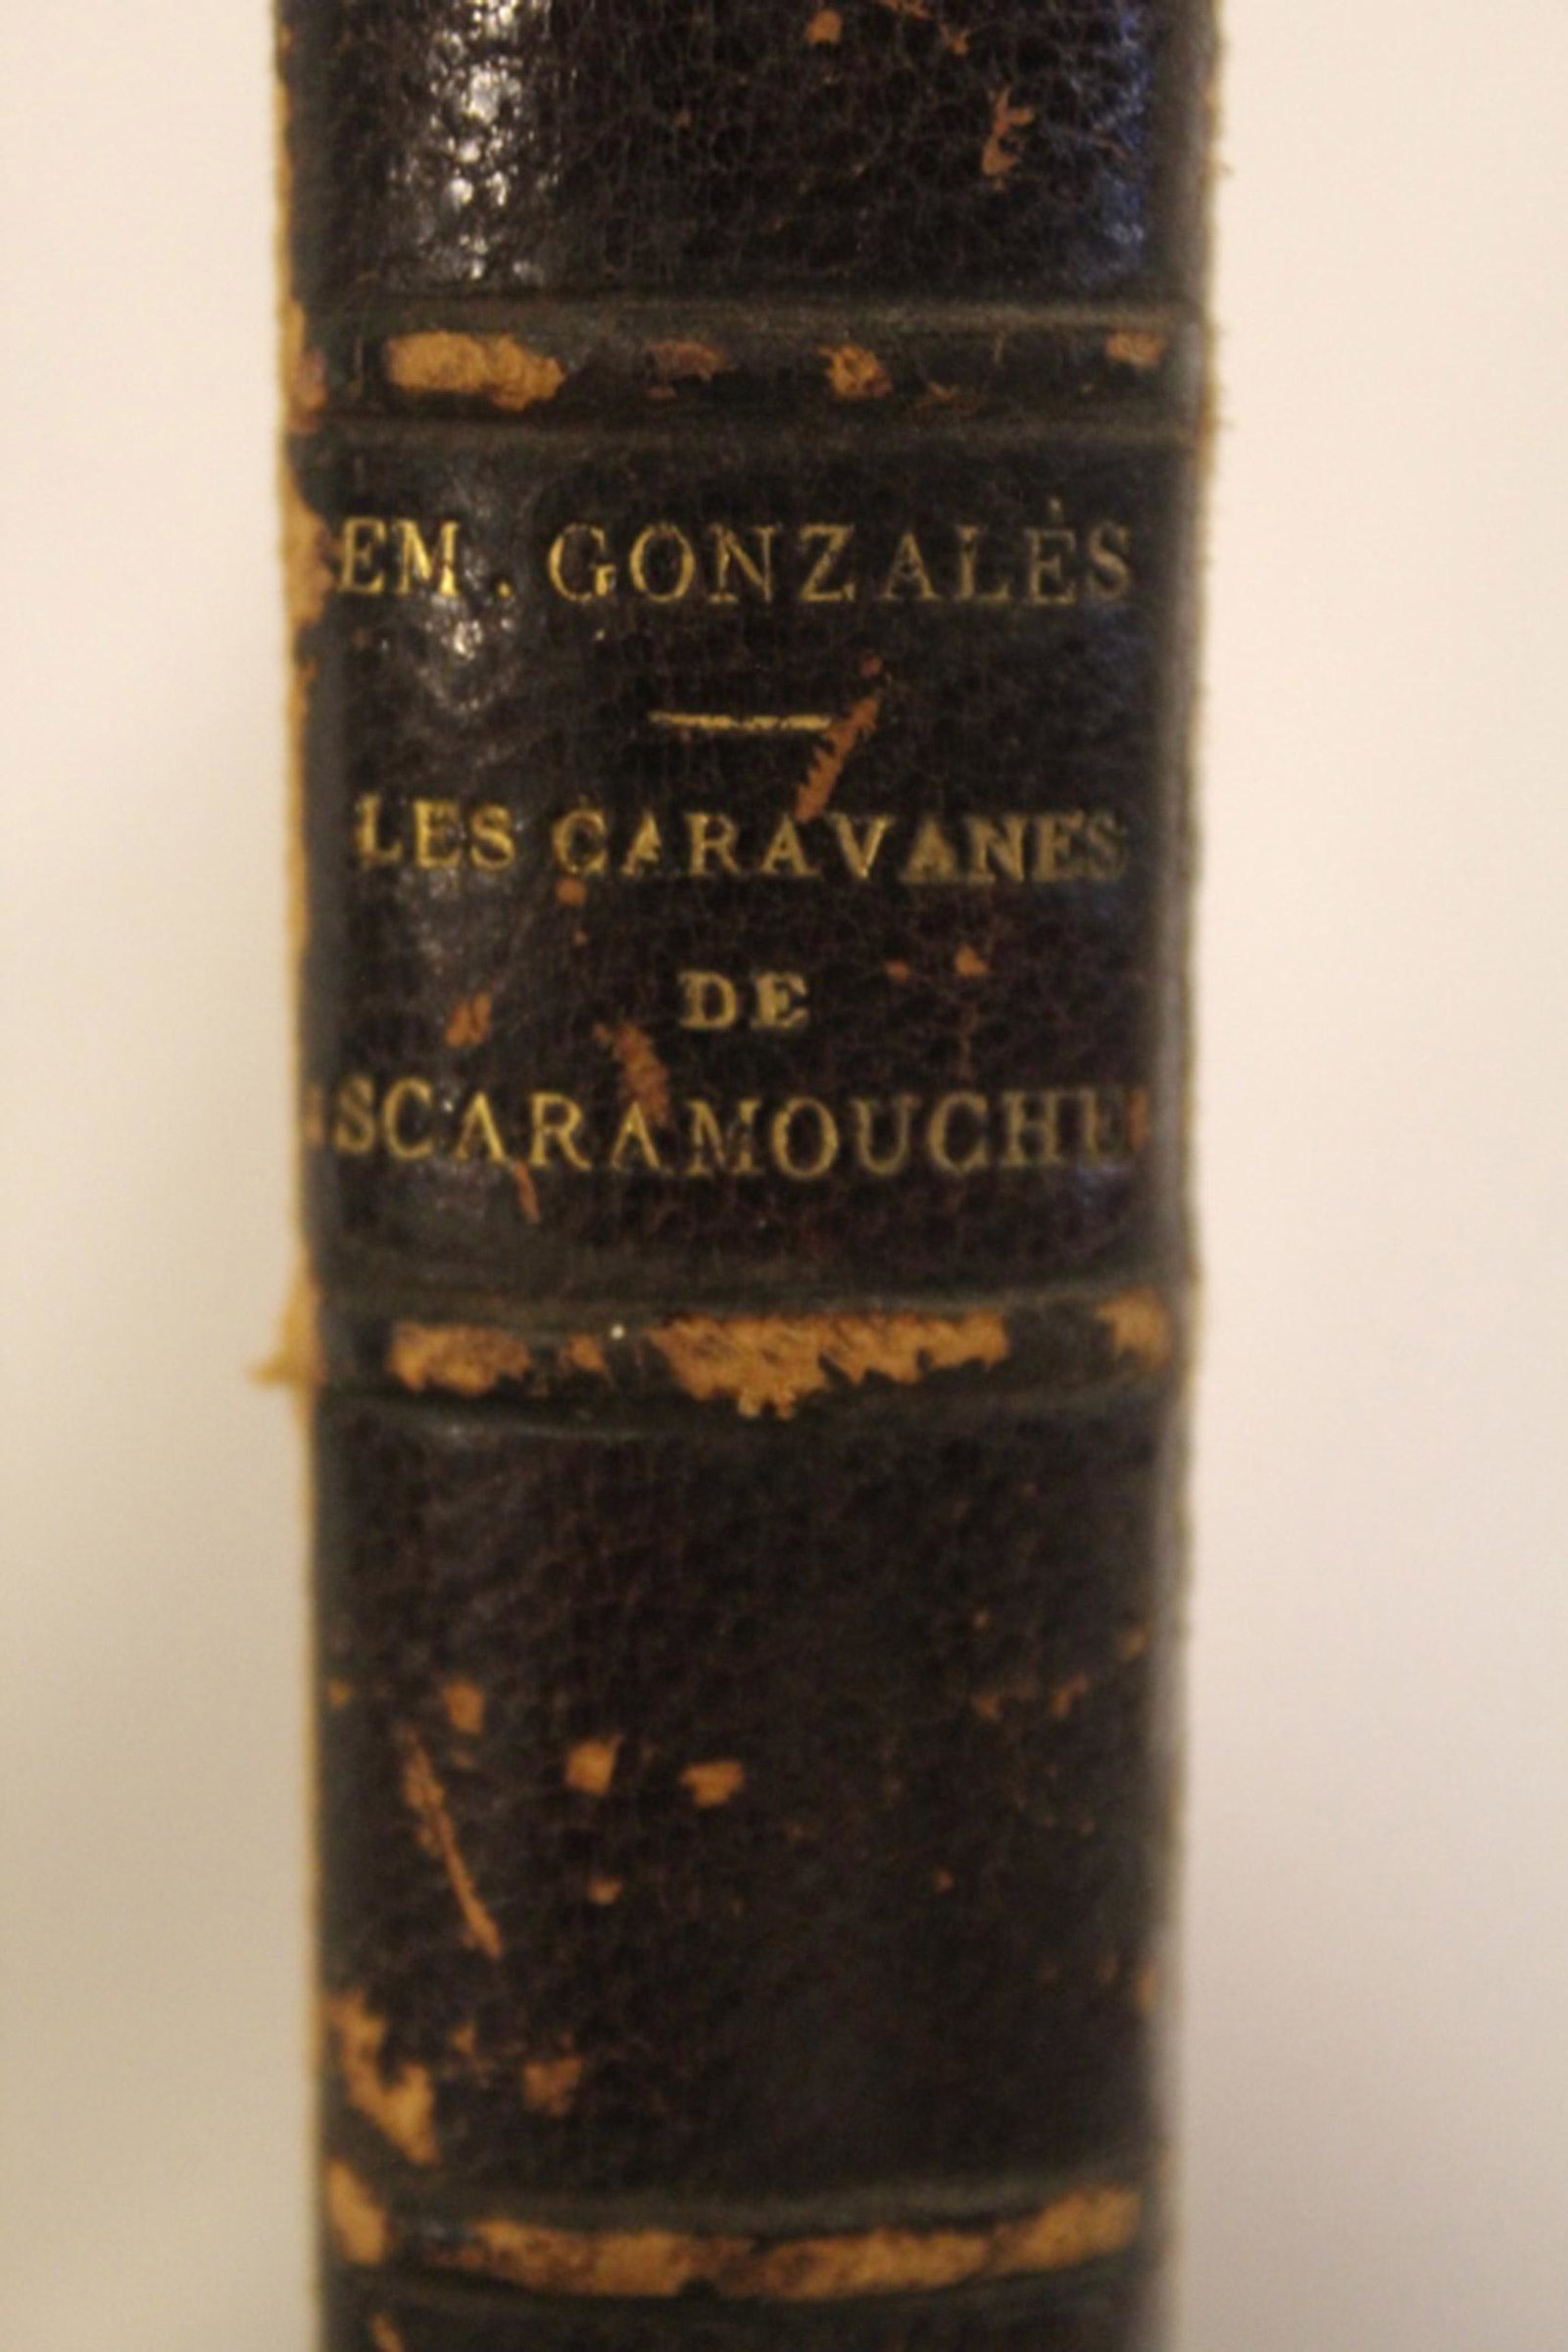 EM. GONZALÈS
LES CARAVANES
DE
SCARAMOUCHE